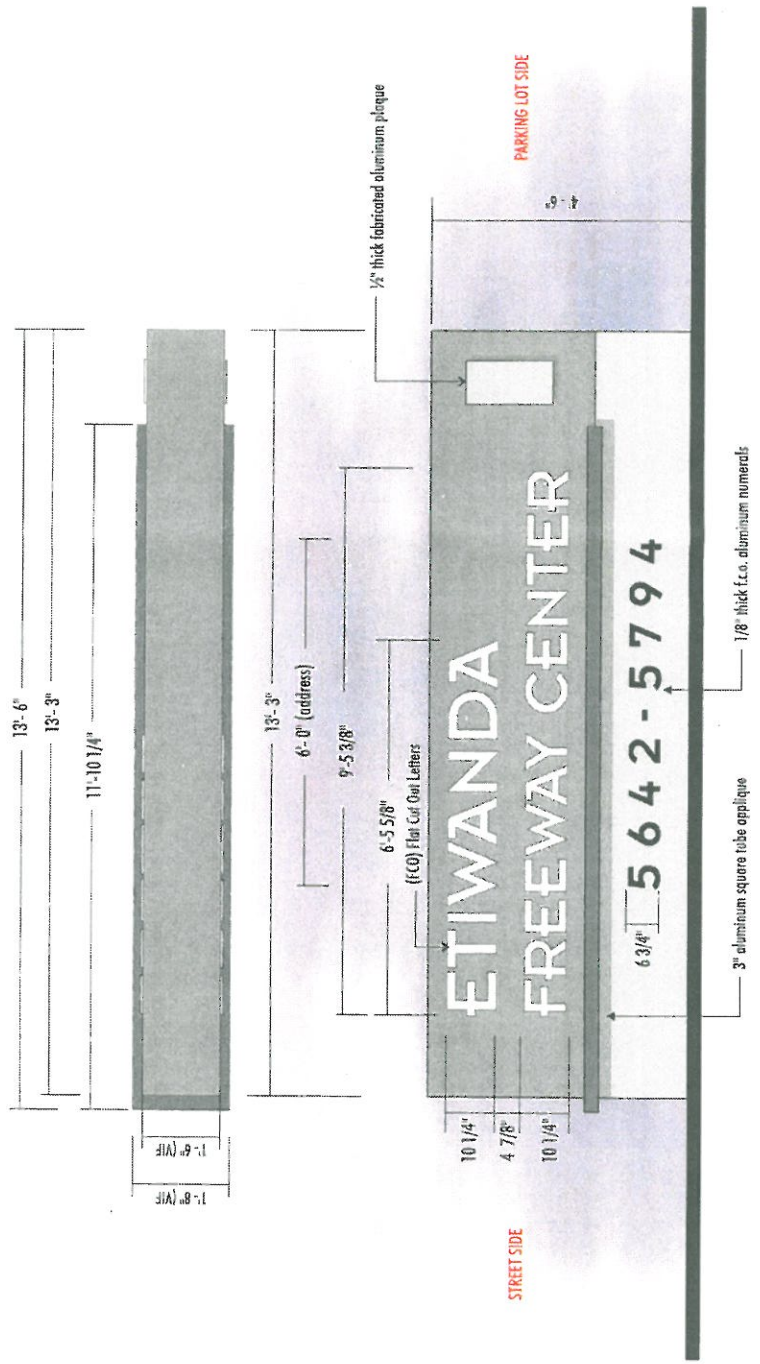 13'- 6"
13'- 3"
11'-10 1/4"
1'- 6" (VIF)
1'- 8" (VIF)
13'- 3"
6'- 0" (address)
9'-5 3/8"
6'-5 5/8"
(FCO) Flat Cut Out Letters
½" thick fabricated aluminum plaque
4'- 6"
10 1/4"
4 7/8"
10 1/4"
ETIWANDA
FREEWAY CENTER
6 3/4"
5642-5794
STREET SIDE
PARKING LOT SIDE
3" aluminum square tube applique
1/8" thick f.c.o. aluminum numerals